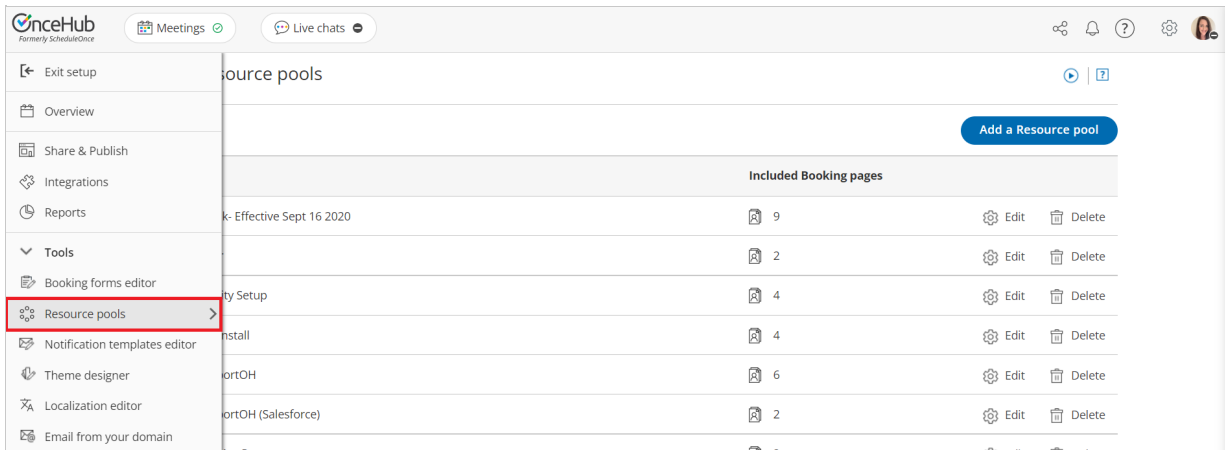 OnceHub
Formerly ScheduleOnce
Meetings
Live chats
?
Exit setup
Overview
Share & Publish
Integrations
Reports
Tools
Booking forms editor
Resource pools
Notification templates editor
Theme designer
Localization editor
Email from your domain
source pools
?
Add a Resource pool
Included Booking pages
k- Effective Sept 16 2020 9 Edit Delete
2 Edit Delete
ty Setup 4 Edit Delete
nstall 4 Edit Delete
ortOH 6 Edit Delete
ortOH (Salesforce) 2 Edit Delete